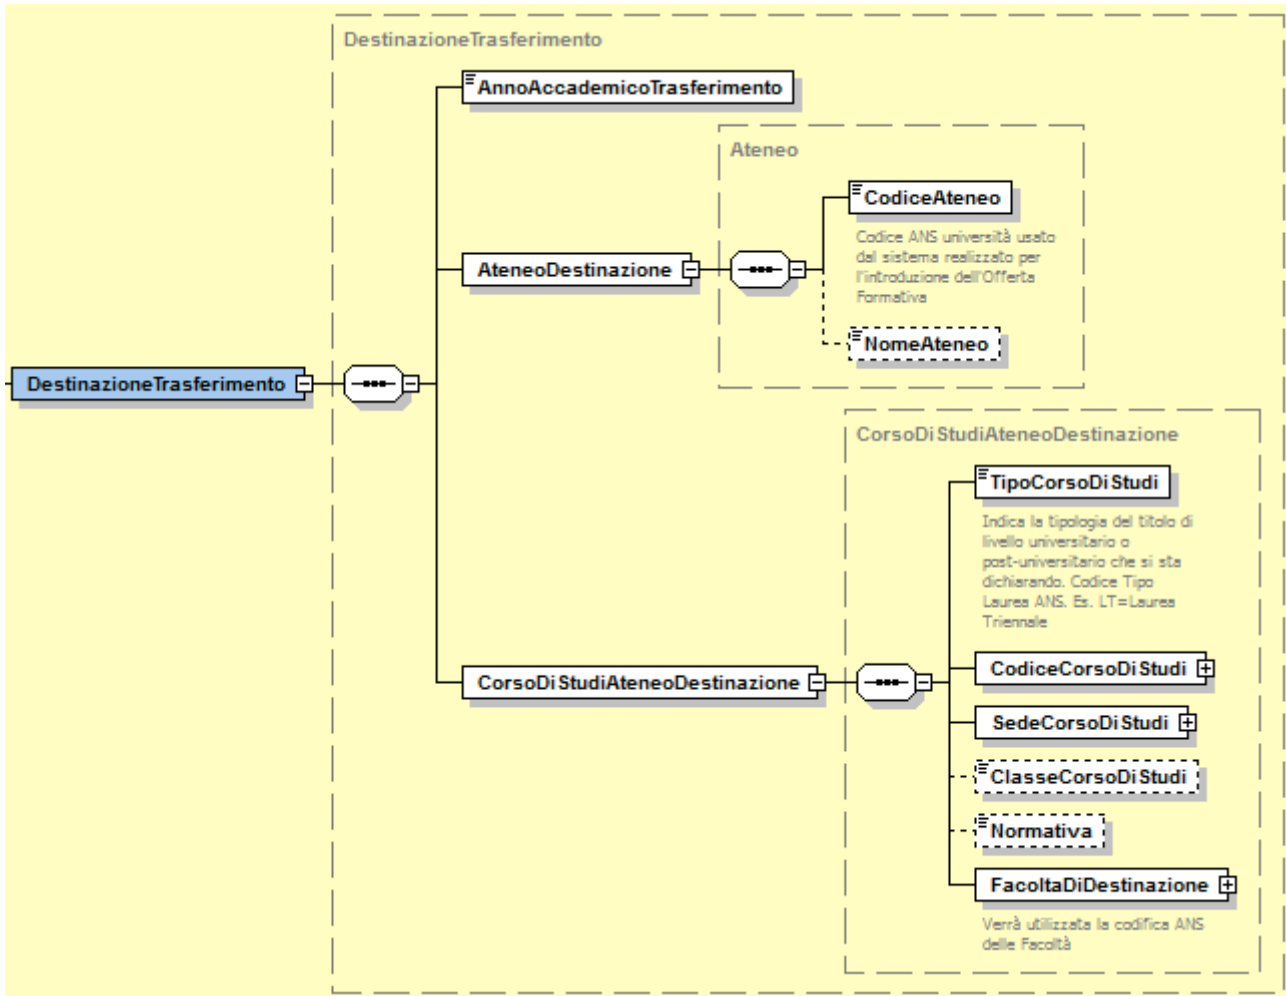 DestinazioneTrasferimento
AnnoAccademicoTrasferimento
Ateneo
CodiceAteneo
Codice ANS università usato
dal sistema realizzato per
l'introduzione dell'Offerta
Formativa
AteneoDestinazione
NomeAteneo
DestinazioneTrasferimento
CorsoDiStudiAteneoDestinazione
TipoCorsoDiStudi
Indica la tipologia del titolo di
livello universitario o
post-universitario che si sta
dichiarando. Codice Tipo
Laurea ANS. Es. LT=Laurea
Triennale
CorsoDiStudiAteneoDestinazione
CodiceCorsoDiStudi
SedeCorsoDiStudi
ClasseCorsoDiStudi
Normativa
FacoltaDiDestinazione
Verrà utilizzata la codifica ANS
delle Facoltà